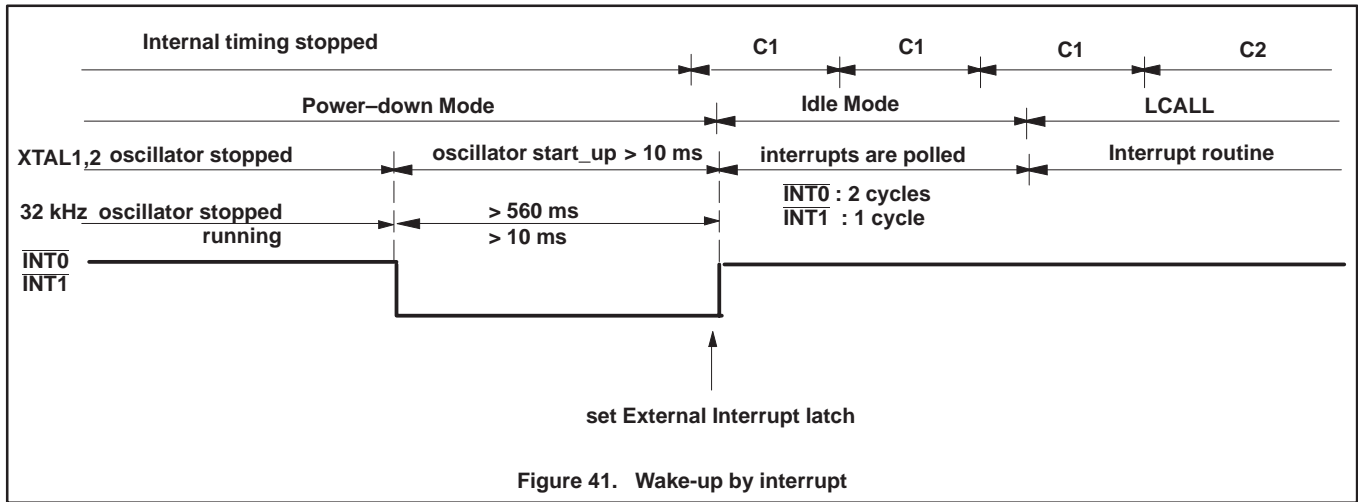 Internal timing stopped C1 C1 C1 C2
Power–down Mode Idle Mode LCALL
XTAL1,2 oscillator stopped oscillator start_up > 10 ms interrupts are polled Interrupt routine
INT0 : 2 cycles
32 kHz oscillator stopped > 560 ms INT1 : 1 cycle
running > 10 ms
INT0
INT1
set External Interrupt latch
Figure 41. Wake-up by interrupt